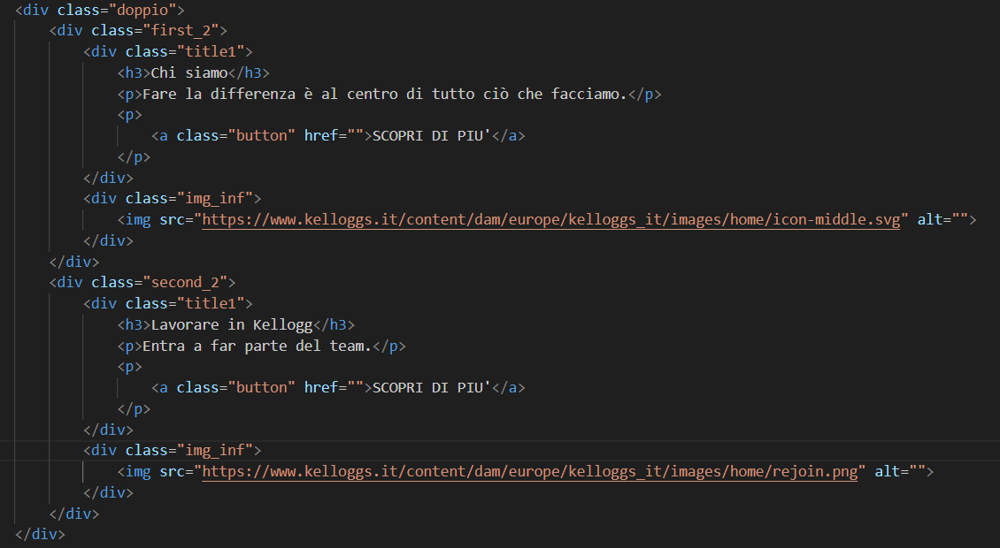 <div class="doppio">
<div class="first_2">
<div class="title1">
<h3>Chi siamo</h3>
<p>Fare la differenza è al centro di tutto ciò che facciamo.</p>
<p>
<a class="button" href="">SCOPRI DI PIU'</a>
</p>
</div>
<div class="img_inf">
<img src="https://www.kelloggs.it/content/dam/europe/kelloggs_it/images/home/icon-middle.svg" alt="">
</div>
</div>
<div class="second_2">
<div class="title1">
<h3>Lavorare in Kellogg</h3>
<p>Entra a far parte del team.</p>
<p>
<a class="button" href="">SCOPRI DI PIU'</a>
</p>
</div>
<div class="img_inf">
<img src="https://www.kelloggs.it/content/dam/europe/kelloggs_it/images/home/rejoin.png" alt="">
</div>
</div>
</div>